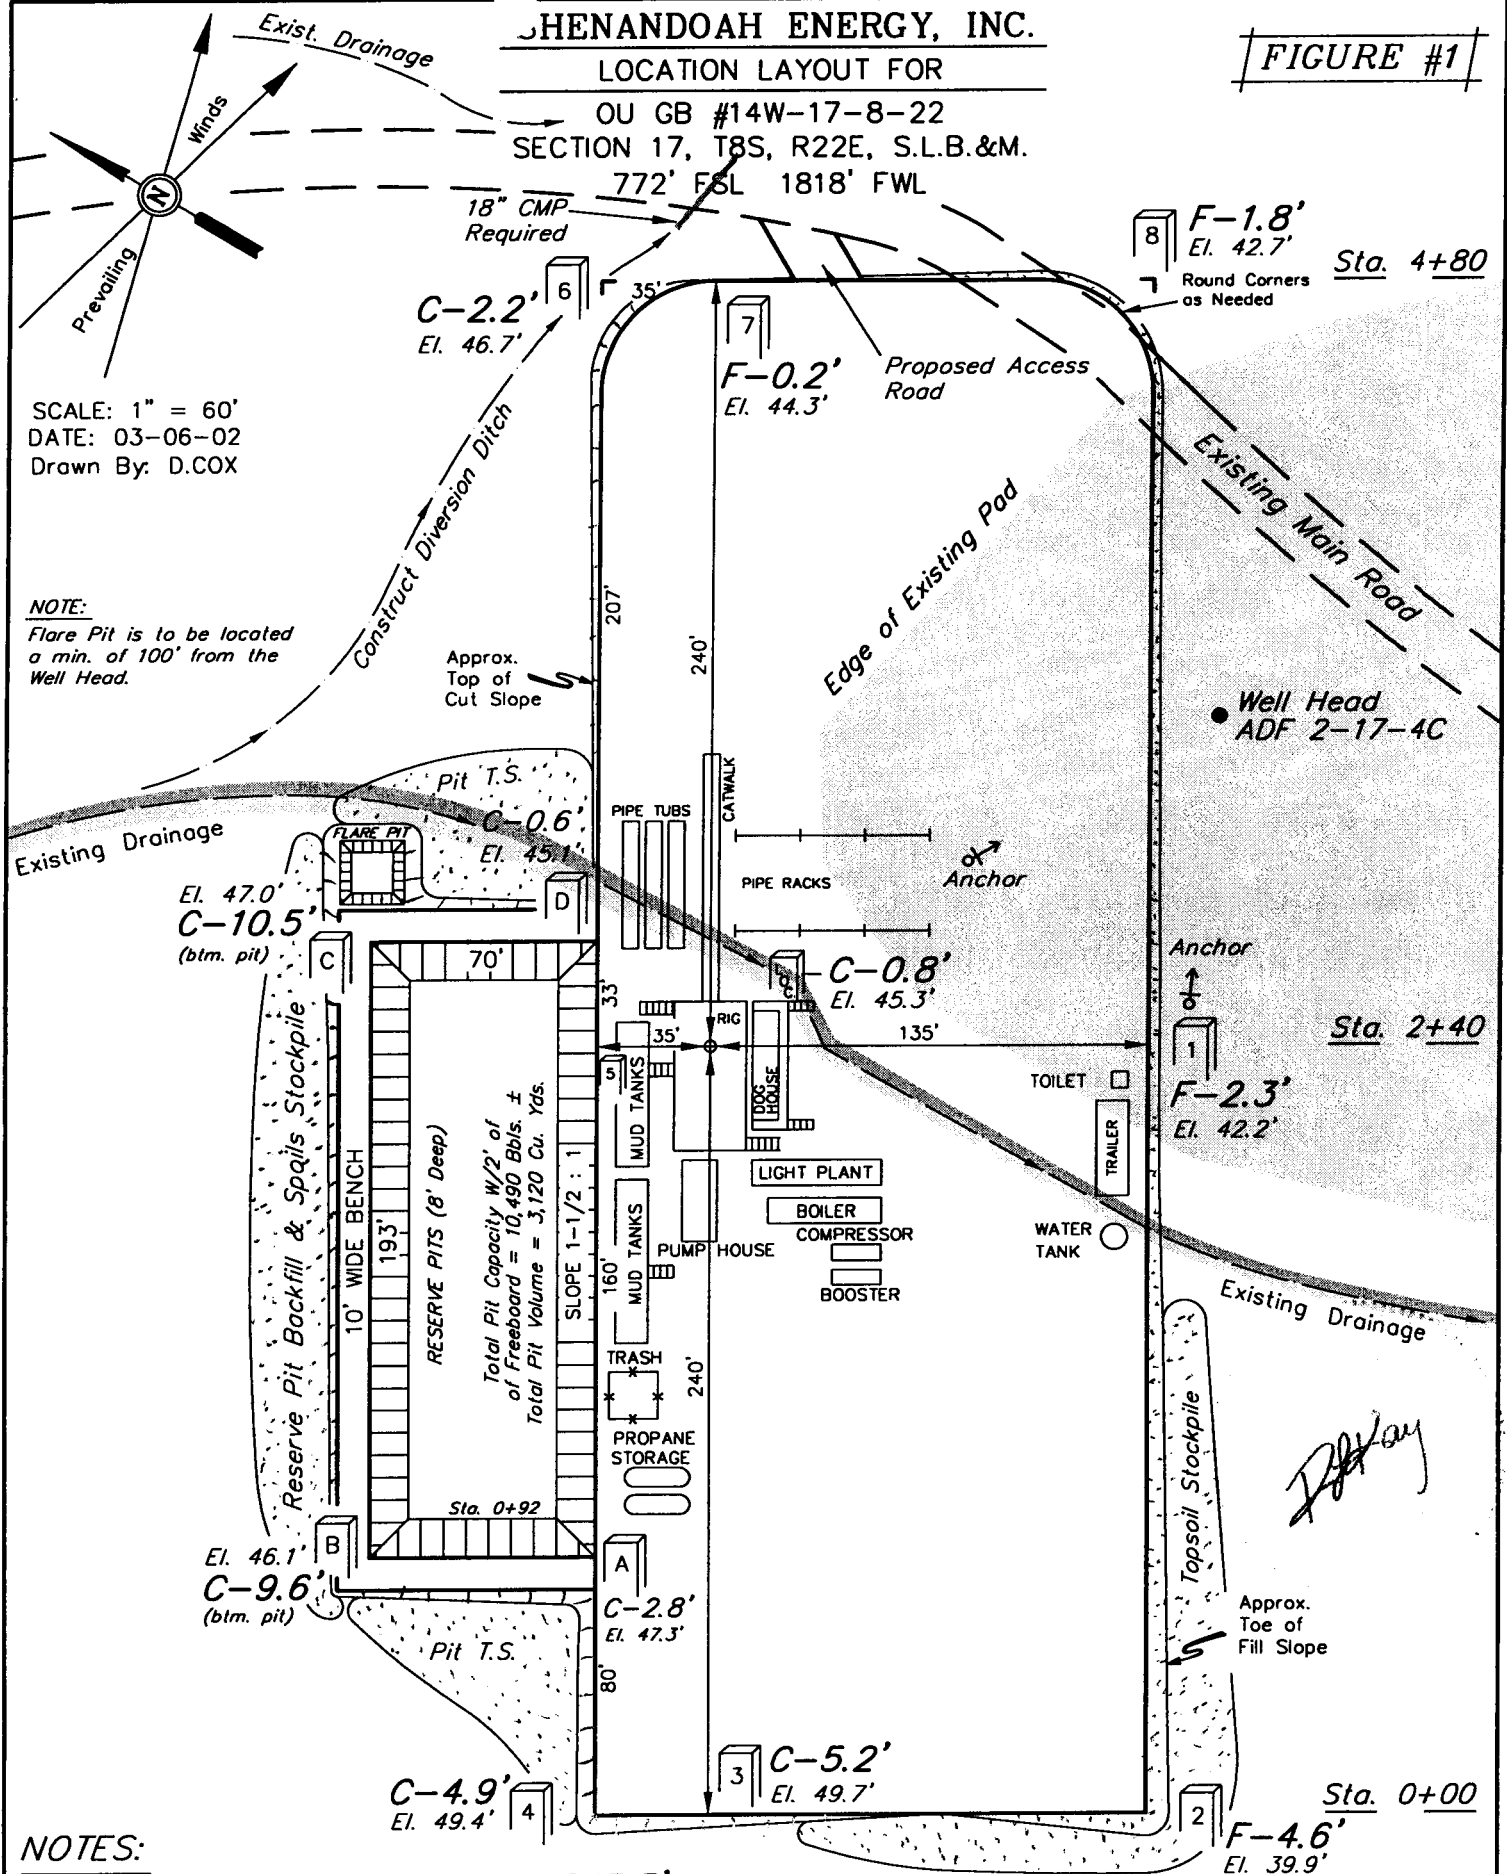 SHENANDOAH ENERGY, INC.
LOCATION LAYOUT FOR
OU GB #14W-17-8-22
SECTION 17, T8S, R22E, S.L.B.&M.
772' FSL 1818' FWL
FIGURE #1
Exist. Drainage
Winds
N
Prevailing
SCALE: 1" = 60'
DATE: 03-06-02
Drawn By: D.COX
18" CMP
Required
6
C-2.2'
El. 46.7'
35'
7
F-0.2'
El. 44.3'
8
F-1.8'
El. 42.7'
Sta. 4+80
Round Corners
as Needed
Proposed Access
Road
Existing Main Road
Edge of Existing Pad
Construct Diversion Ditch
NOTE:
Flare Pit is to be located
a min. of 100' from the
Well Head.
207'
240'
Approx.
Top of
Cut Slope
Well Head
ADF 2-17-4C
Pit T.S.
Existing Drainage
FLARE PIT
C-0.6'
El. 45.1'
D
El. 47.0'
C-10.5'
(btm. pit)
C
PIPE TUBS
CATWALK
PIPE RACKS
Anchor
Anchor
70'
33'
LOC
C-0.8'
El. 45.3'
RIG
35'
135'
Sta. 2+40
1
F-2.3'
El. 42.2'
5
MUD TANKS
DOG
HOUSE
TOILET
TRAILER
LIGHT PLANT
BOILER
COMPRESSOR
BOOSTER
PUMP HOUSE
WATER
TANK
MUD TANKS
160'
Reserve Pit Backfill & Spoils Stockpile
10' WIDE BENCH
193'
RESERVE PITS (8' Deep)
Total Pit Capacity W/2' of
of Freeboard = 10,490 Bbls. ±
Total Pit Volume = 3,120 Cu. Yds.
SLOPE 1-1/2 : 1
Existing Drainage
TRASH
240'
PROPANE
STORAGE
Sta. 0+92
El. 46.1'
B
C-9.6'
(btm. pit)
A
C-2.8'
El. 47.3'
Pit T.S.
80'
Topsoil Stockpile
Approx.
Toe of
Fill Slope
C-4.9'
El. 49.4'
4
3
C-5.2'
El. 49.7'
2
Sta. 0+00
F-4.6'
El. 39.9'
NOTES: